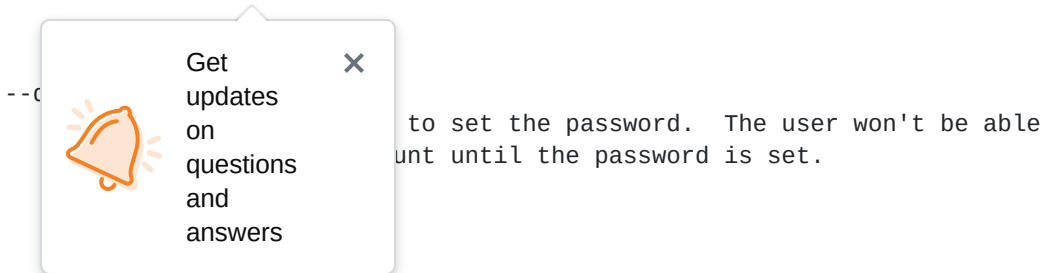 Get
updates
on
questions
and
answers
--
to set the password.  The user won't be able
until the password is set.